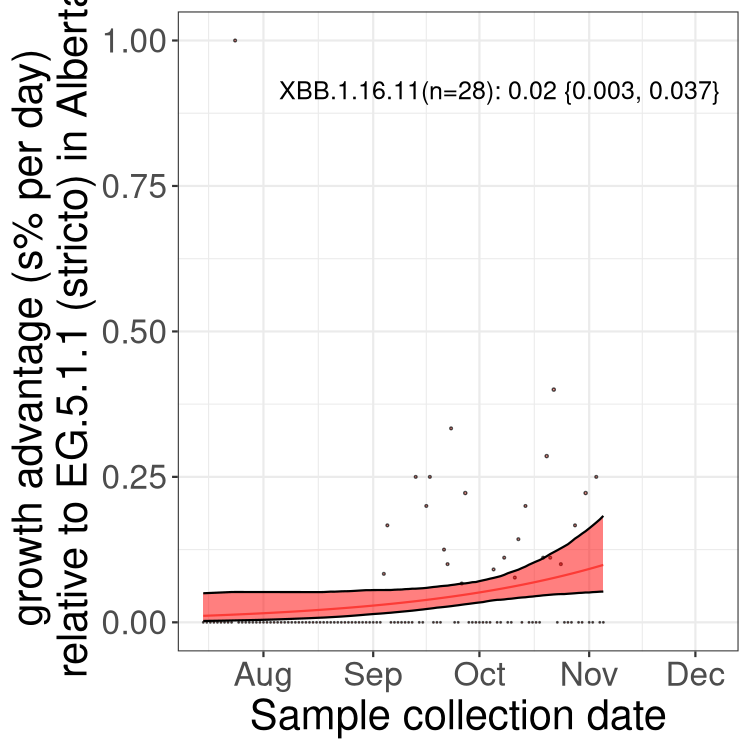 growth advantage (s% per day)
relative to EG.5.1.1 (stricto) in Alberta
1.00
0.75
0.50
0.25
0.00
XBB.1.16.11(n=28): 0.02 {0.003, 0.037}
Aug Sep Oct Nov Dec
Sample collection date